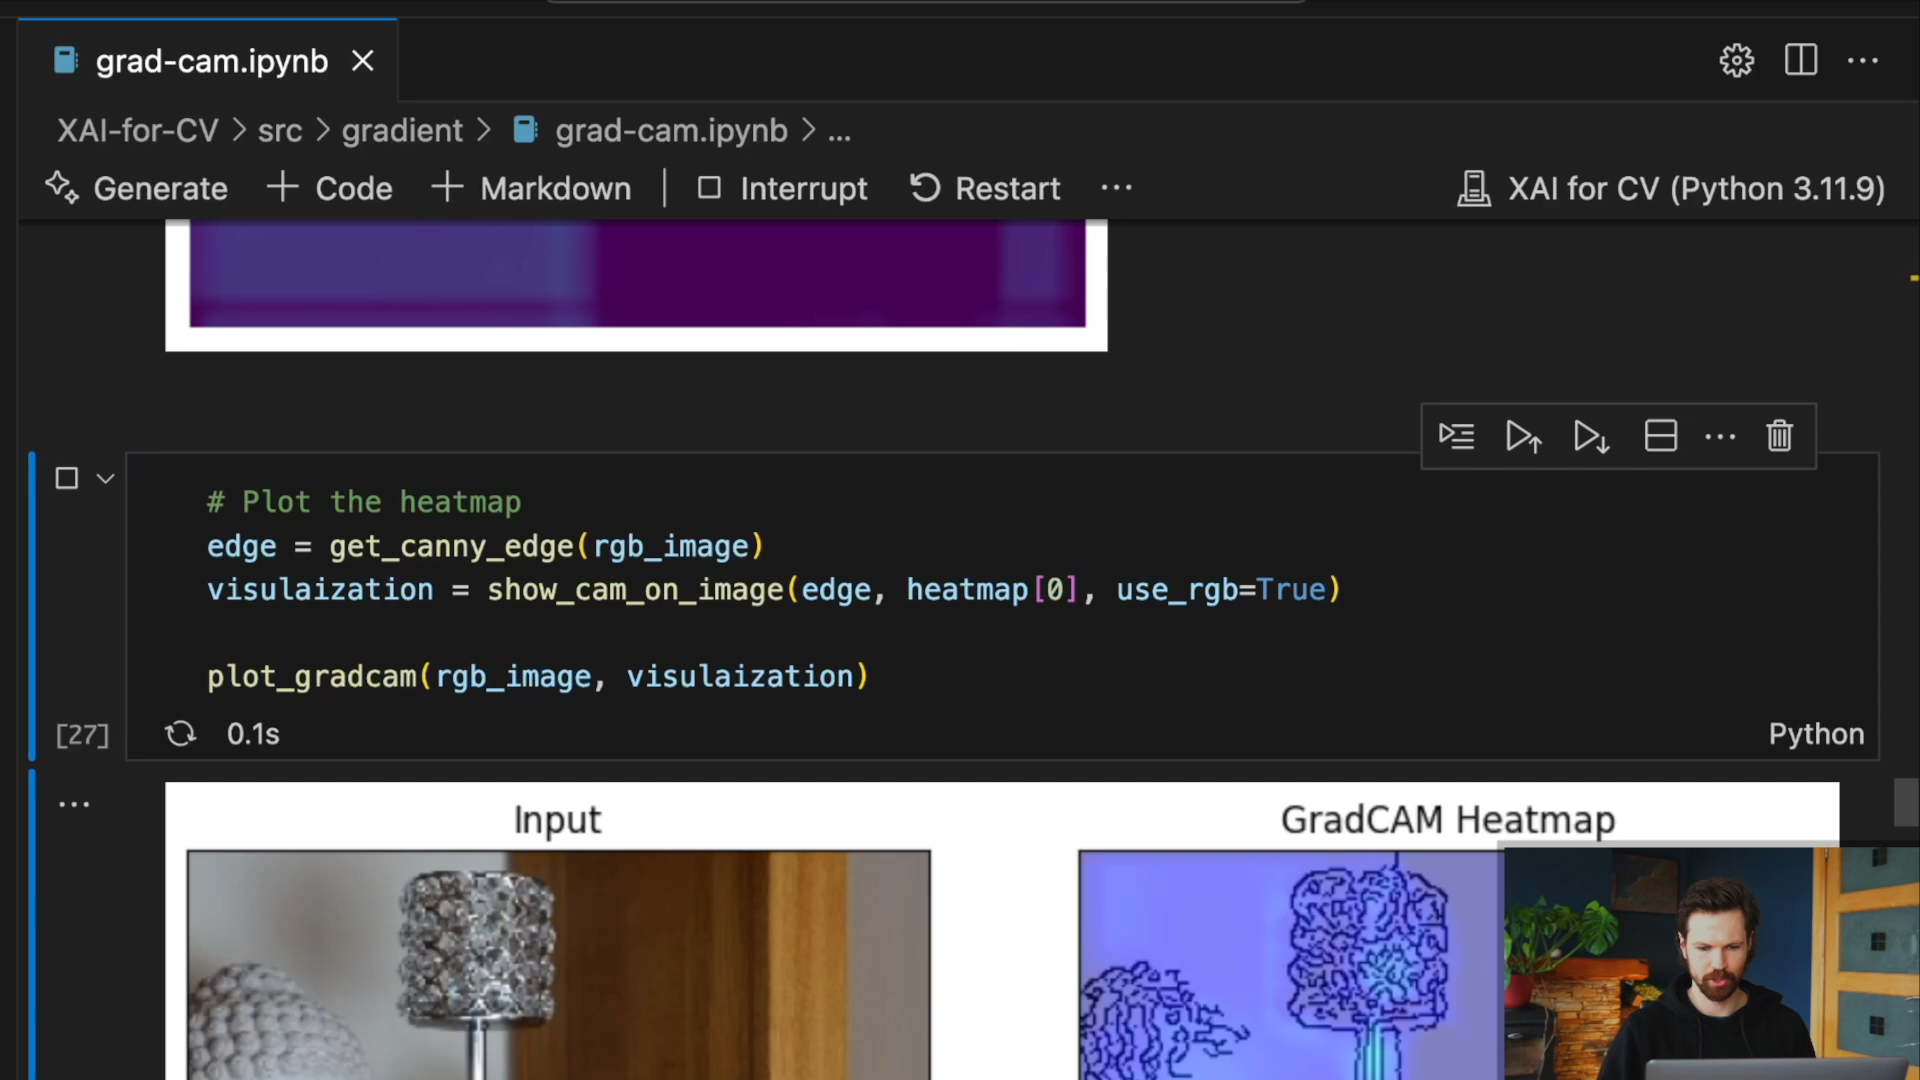 grad-cam.ipynb
XAI-for-CV > src > gradient > grad-cam.ipynb > ...
Generate + Code + Markdown Interrupt Restart ... XAI for CV (Python 3.11.9)
# Plot the heatmap
edge = get_canny_edge(rgb_image)
visulaization = show_cam_on_image(edge, heatmap[0], use_rgb=True)
plot_gradcam(rgb_image, visulaization)
[27] 0.1s Python
Input GradCAM Heatmap